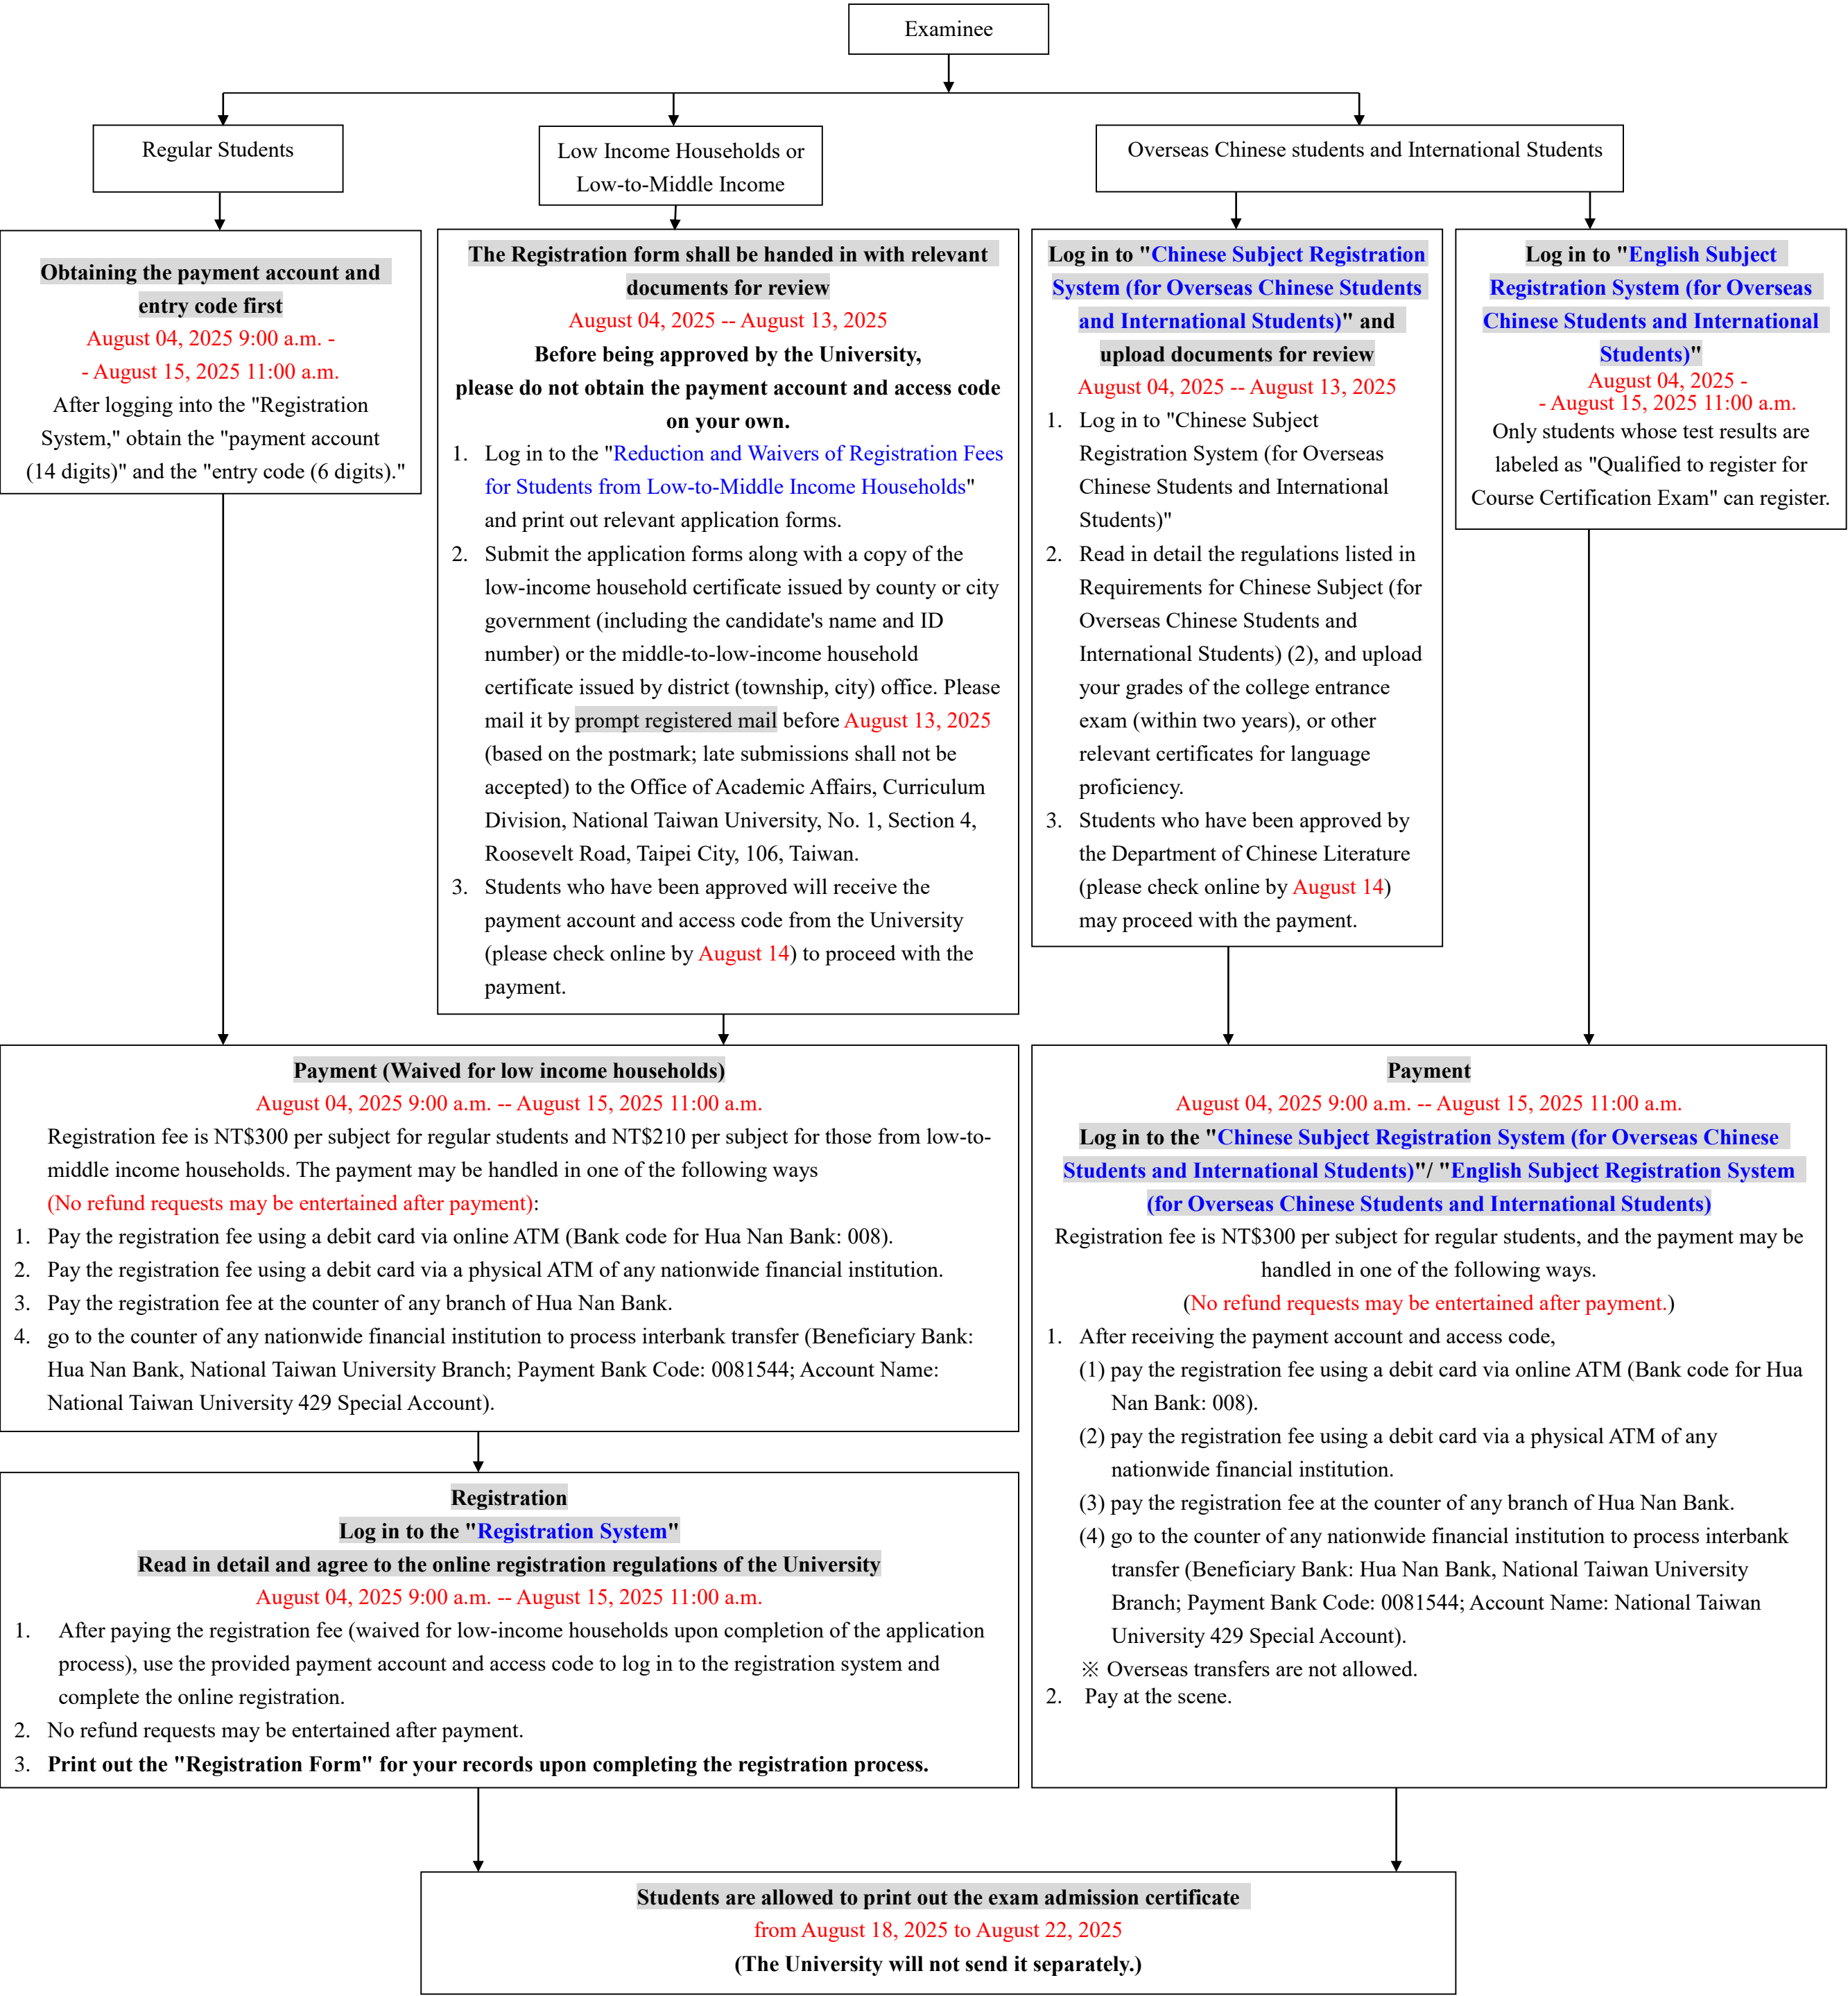 Examinee
Regular Students
Low Income Households or
Low-to-Middle Income
Overseas Chinese students and International Students
Obtaining the payment account and
entry code first
August 04, 2025 9:00 a.m. -
- August 15, 2025 11:00 a.m.
After logging into the "Registration
System," obtain the "payment account
(14 digits)" and the "entry code (6 digits)."
The Registration form shall be handed in with relevant
documents for review
August 04, 2025 -- August 13, 2025
Before being approved by the University,
please do not obtain the payment account and access code
on your own.
1. Log in to the "Reduction and Waivers of Registration Fees
for Students from Low-to-Middle Income Households"
and print out relevant application forms.
2. Submit the application forms along with a copy of the
low-income household certificate issued by county or city
government (including the candidate's name and ID
number) or the middle-to-low-income household
certificate issued by district (township, city) office. Please
mail it by prompt registered mail before August 13, 2025
(based on the postmark; late submissions shall not be
accepted) to the Office of Academic Affairs, Curriculum
Division, National Taiwan University, No. 1, Section 4,
Roosevelt Road, Taipei City, 106, Taiwan.
3. Students who have been approved will receive the
payment account and access code from the University
(please check online by August 14) to proceed with the
payment.
Log in to "Chinese Subject Registration
System (for Overseas Chinese Students
and International Students)" and
upload documents for review
August 04, 2025 -- August 13, 2025
1. Log in to "Chinese Subject
Registration System (for Overseas
Chinese Students and International
Students)"
2. Read in detail the regulations listed in
Requirements for Chinese Subject (for
Overseas Chinese Students and
International Students) (2), and upload
your grades of the college entrance
exam (within two years), or other
relevant certificates for language
proficiency.
3. Students who have been approved by
the Department of Chinese Literature
(please check online by August 14)
may proceed with the payment.
Log in to "English Subject
Registration System (for Overseas
Chinese Students and International
Students)"
August 04, 2025 -
- August 15, 2025 11:00 a.m.
Only students whose test results are
labeled as "Qualified to register for
Course Certification Exam" can register.
Payment (Waived for low income households)
August 04, 2025 9:00 a.m. -- August 15, 2025 11:00 a.m.
Registration fee is NT$300 per subject for regular students and NT$210 per subject for those from low-to-
middle income households. The payment may be handled in one of the following ways
(No refund requests may be entertained after payment):
1. Pay the registration fee using a debit card via online ATM (Bank code for Hua Nan Bank: 008).
2. Pay the registration fee using a debit card via a physical ATM of any nationwide financial institution.
3. Pay the registration fee at the counter of any branch of Hua Nan Bank.
4. go to the counter of any nationwide financial institution to process interbank transfer (Beneficiary Bank:
Hua Nan Bank, National Taiwan University Branch; Payment Bank Code: 0081544; Account Name:
National Taiwan University 429 Special Account).
Payment
August 04, 2025 9:00 a.m. -- August 15, 2025 11:00 a.m.
Log in to the "Chinese Subject Registration System (for Overseas Chinese
Students and International Students)"/ "English Subject Registration System
(for Overseas Chinese Students and International Students)
Registration fee is NT$300 per subject for regular students, and the payment may be
handled in one of the following ways.
(No refund requests may be entertained after payment.)
1. After receiving the payment account and access code,
(1) pay the registration fee using a debit card via online ATM (Bank code for Hua
Nan Bank: 008).
(2) pay the registration fee using a debit card via a physical ATM of any
nationwide financial institution.
(3) pay the registration fee at the counter of any branch of Hua Nan Bank.
(4) go to the counter of any nationwide financial institution to process interbank
transfer (Beneficiary Bank: Hua Nan Bank, National Taiwan University
Branch; Payment Bank Code: 0081544; Account Name: National Taiwan
University 429 Special Account).
※ Overseas transfers are not allowed.
2. Pay at the scene.
Registration
Log in to the "Registration System"
Read in detail and agree to the online registration regulations of the University
August 04, 2025 9:00 a.m. -- August 15, 2025 11:00 a.m.
1. After paying the registration fee (waived for low-income households upon completion of the application
process), use the provided payment account and access code to log in to the registration system and
complete the online registration.
2. No refund requests may be entertained after payment.
3. Print out the "Registration Form" for your records upon completing the registration process.
Students are allowed to print out the exam admission certificate
from August 18, 2025 to August 22, 2025
(The University will not send it separately.)